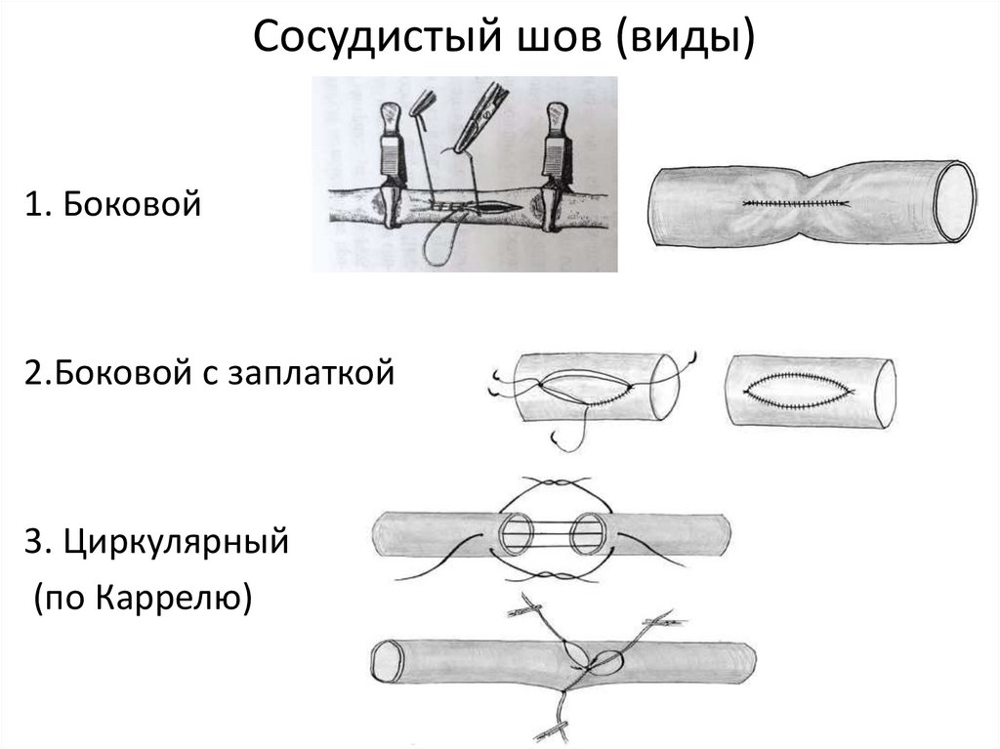 Сосудистый шов (виды)
1. Боковой
2.Боковой с заплаткой
3. Циркулярный
(по Каррелю)